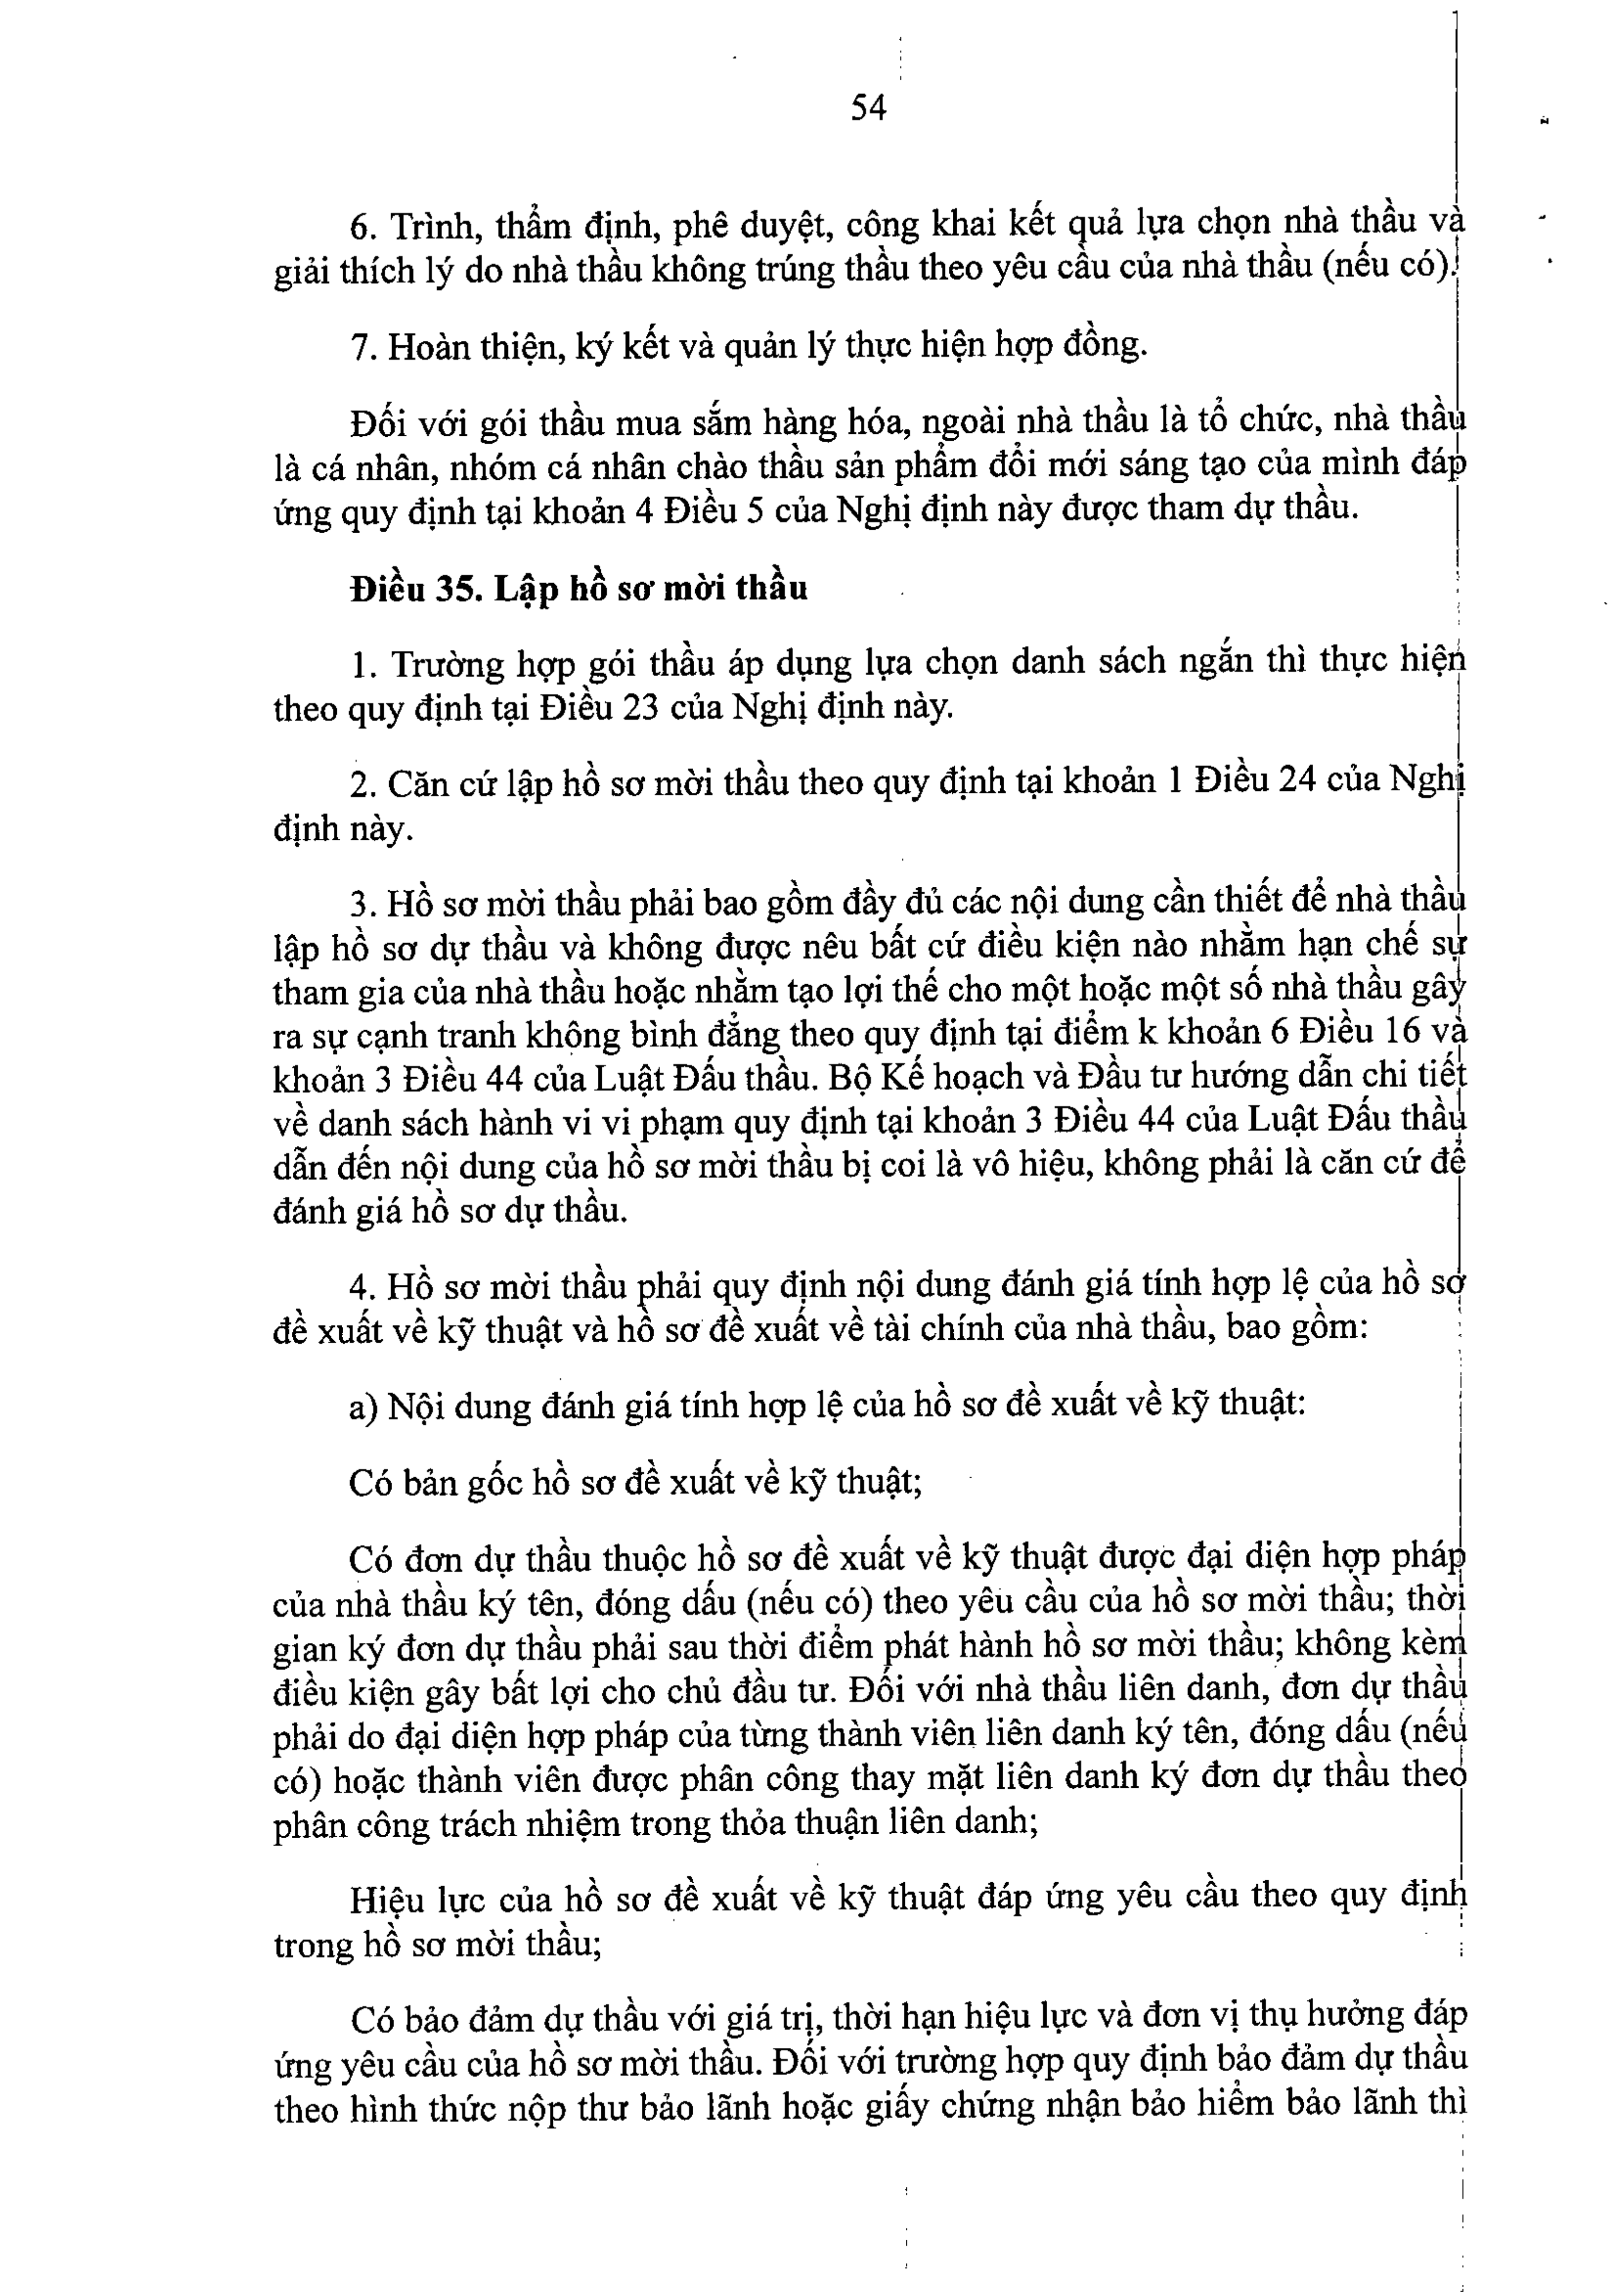 54
6. Trình, thẩm định, phê duyệt, công khai kết quả lựa chọn nhà thầu và
giải thích lý do nhà thầu không trúng thầu theo yêu cầu của nhà thầu (nếu có).
7. Hoàn thiện, ký kết và quản lý thực hiện hợp đồng.
Đối với gói thầu mua sắm hàng hóa, ngoài nhà thầu là tổ chức, nhà thầu
là cá nhân, nhóm cá nhân chào thầu sản phẩm đổi mới sáng tạo của mình đáp
ứng quy định tại khoản 4 Điều 5 của Nghị định này được tham dự thầu.
Điều 35. Lập hồ sơ mời thầu
1. Trường hợp gói thầu áp dụng lựa chọn danh sách ngắn thì thực hiện
theo quy định tại Điều 23 của Nghị định này.
2. Căn cứ lập hồ sơ mời thầu theo quy định tại khoản 1 Điều 24 của Nghị
định này.
3. Hồ sơ mời thầu phải bao gồm đầy đủ các nội dung cần thiết để nhà thầu
lập hồ sơ dự thầu và không được nêu bất cứ điều kiện nào nhằm hạn chế sự
tham gia của nhà thầu hoặc nhằm tạo lợi thế cho một hoặc một số nhà thầu gây
ra sự cạnh tranh không bình đẳng theo quy định tại điểm k khoản 6 Điều 16 và
khoản 3 Điều 44 của Luật Đấu thầu. Bộ Kế hoạch và Đầu tư hướng dẫn chi tiết
về danh sách hành vi vi phạm quy định tại khoản 3 Điều 44 của Luật Đấu thầu
dẫn đến nội dung của hồ sơ mời thầu bị coi là vô hiệu, không phải là căn cứ để
đánh giá hồ sơ dự thầu.
4. Hồ sơ mời thầu phải quy định nội dung đánh giá tính hợp lệ của hồ sơ
đề xuất về kỹ thuật và hồ sơ đề xuất về tài chính của nhà thầu, bao gồm:
a) Nội dung đánh giá tính hợp lệ của hồ sơ đề xuất về kỹ thuật:
Có bản gốc hồ sơ đề xuất về kỹ thuật;
Có đơn dự thầu thuộc hồ sơ đề xuất về kỹ thuật được đại diện hợp pháp
của nhà thầu ký tên, đóng dấu (nếu có) theo yêu cầu của hồ sơ mời thầu; thời
gian ký đơn dự thầu phải sau thời điểm phát hành hồ sơ mời thầu; không kèm
điều kiện gây bất lợi cho chủ đầu tư. Đối với nhà thầu liên danh, đơn dự thầu
phải do đại diện hợp pháp của từng thành viên liên danh ký tên, đóng dấu (nếu
có) hoặc thành viên được phân công thay mặt liên danh ký đơn dự thầu theo
phân công trách nhiệm trong thỏa thuận liên danh;
Hiệu lực của hồ sơ đề xuất về kỹ thuật đáp ứng yêu cầu theo quy định
trong hồ sơ mời thầu;
Có bảo đảm dự thầu với giá trị, thời hạn hiệu lực và đơn vị thụ hưởng đáp
ứng yêu cầu của hồ sơ mời thầu. Đối với trường hợp quy định bảo đảm dự thầu
theo hình thức nộp thư bảo lãnh hoặc giấy chứng nhận bảo hiểm bảo lãnh thì